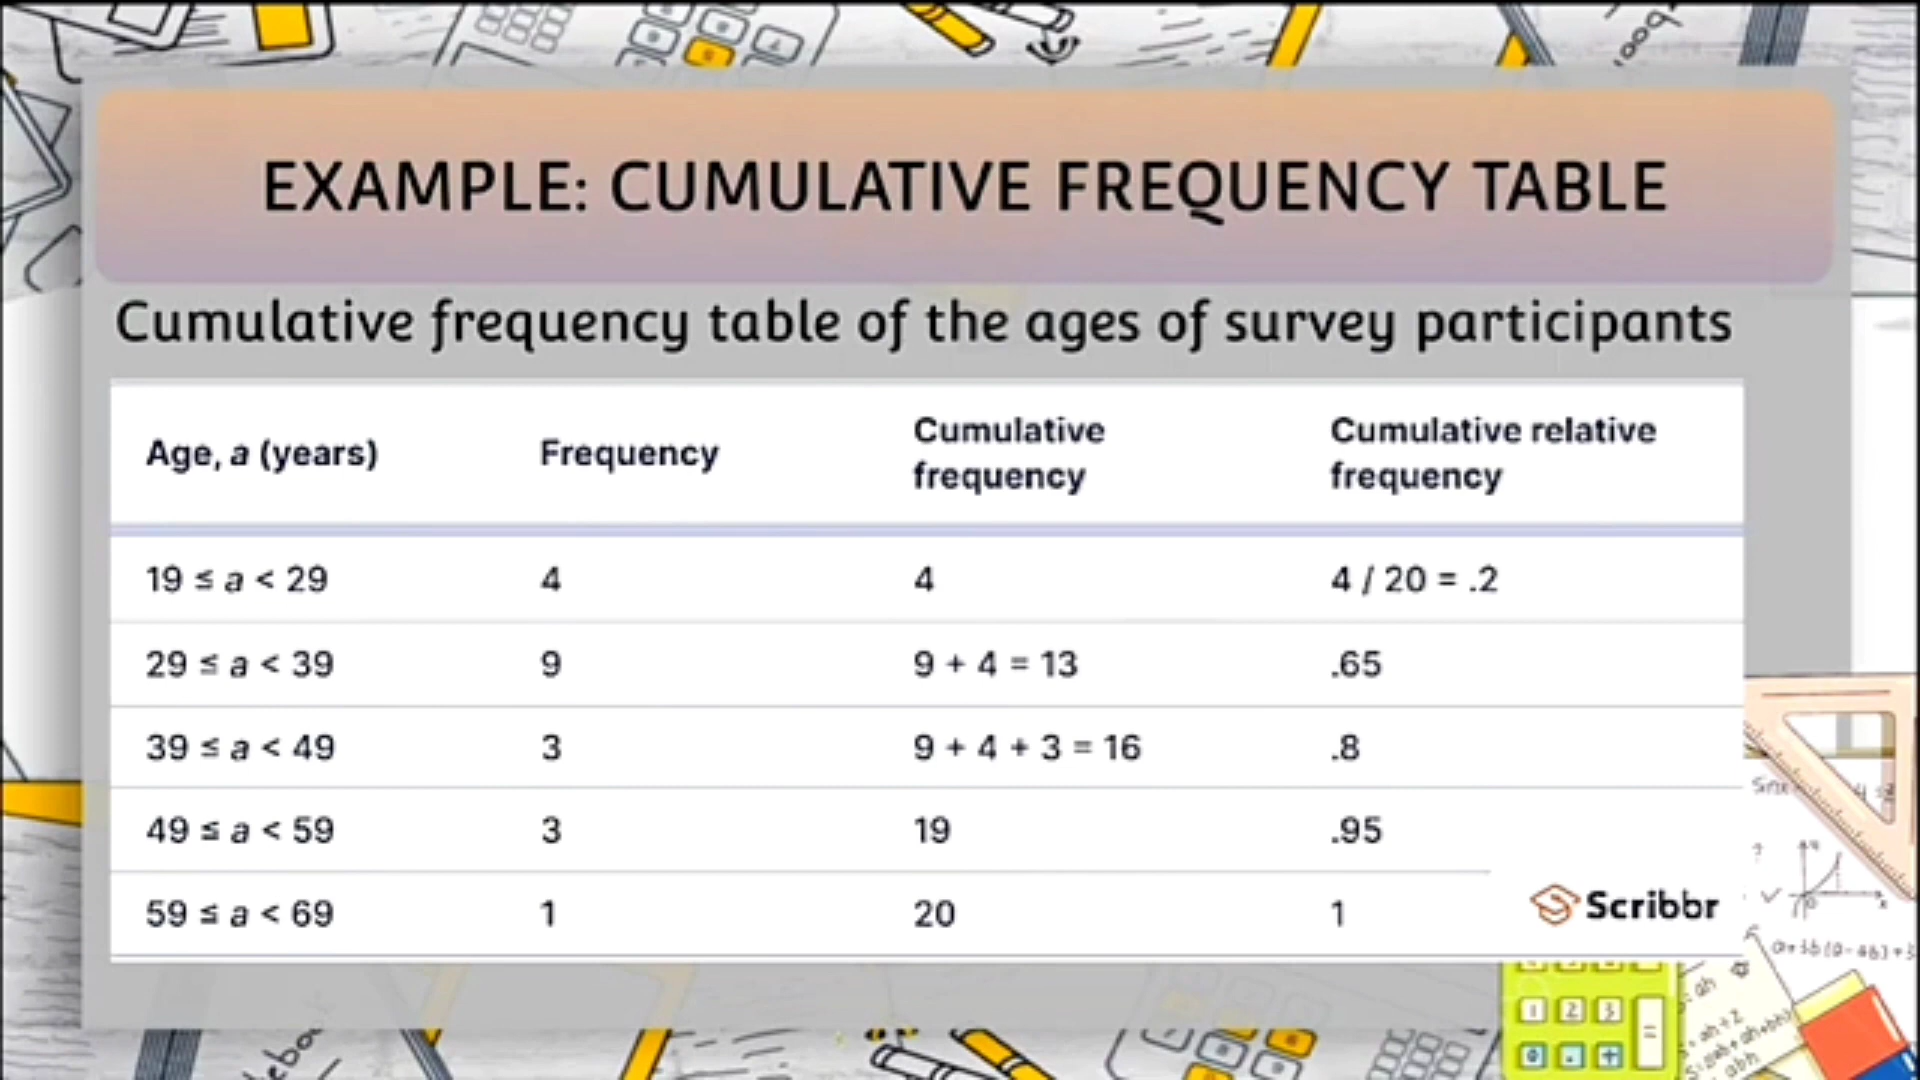 EXAMPLE: CUMULATIVE FREQUENCY TABLE
Cumulative frequency table of the ages of survey participants
Age, a (years) Frequency Cumulative frequency Cumulative relative frequency
19 ≤ a < 29 4 4 4 / 20 = .2
29 ≤ a < 39 9 9 + 4 = 13 .65
39 ≤ a < 49 3 9 + 4 + 3 = 16 .8
49 ≤ a < 59 3 19 .95
59 ≤ a < 69 1 20 1
Scribbr